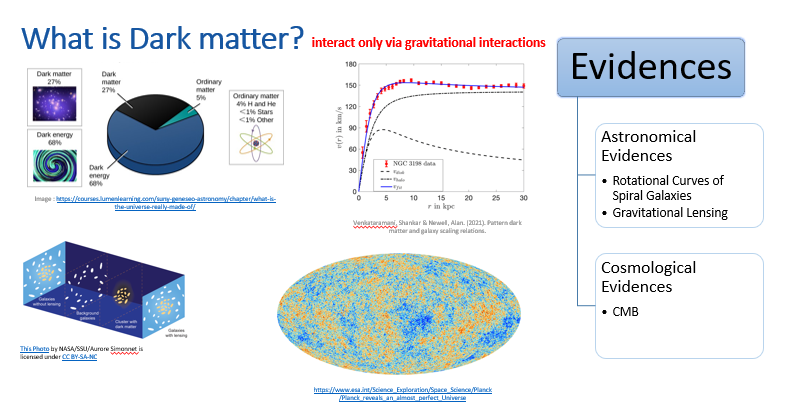 What is Dark matter? interact only via gravitational interactions
Dark matter
27%
Dark energy
68%
Dark
matter
27%
Ordinary
matter
5%
Dark
energy
68%
Ordinary matter
4% H and He
<1% Stars
<1% Other
Image : https://courses.lumenlearning.com/suny-geneseo-astronomy/chapter/what-is-
the-universe-really-made-of/
180
150
120
90
60
30
0
v(r) in km/s
0 5 10 15 20 25 30
r in kpc
NGC 3198 data
v disk
v halo
v fit
Venkataramani, Shankar & Newell, Alan. (2021). Pattern dark
matter and galaxy scaling relations.
Galaxies
without lensing
Background
galaxies
Cluster with
dark matter
Galaxies
with lensing
This Photo by NASA/SSU/Aurore Simonnet is
licensed under CC BY-SA-NC
https://www.esa.int/Science_Exploration/Space_Science/Planck
/Planck_reveals_an_almost_perfect_Universe
Evidences
Astronomical
Evidences
• Rotational Curves of
Spiral Galaxies
• Gravitational Lensing
Cosmological
Evidences
• CMB